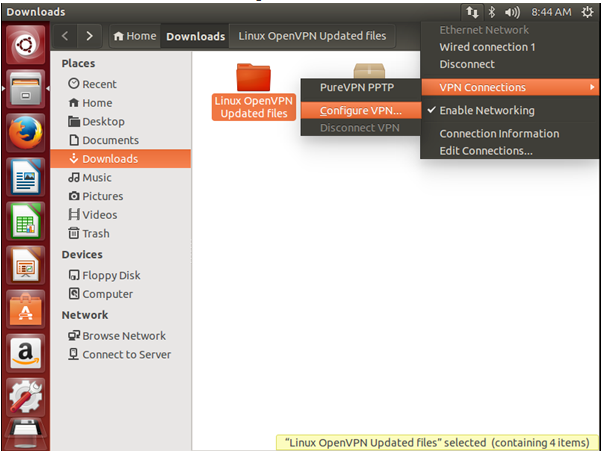 Downloads
8:44 AM
Home
Downloads
Linux OpenVPN Updated files
Places
Recent
Home
Desktop
Documents
Downloads
Music
Pictures
Videos
Trash
Devices
Floppy Disk
Computer
Network
Browse Network
Connect to Server
Linux OpenVPN
Updated files
PureVPN PPTP
Configure VPN...
Disconnect VPN
Ethernet Network
Wired connection 1
Disconnect
VPN Connections
Enable Networking
Connection Information
Edit Connections...
a
"Linux OpenVPN Updated files" selected (containing 4 items)